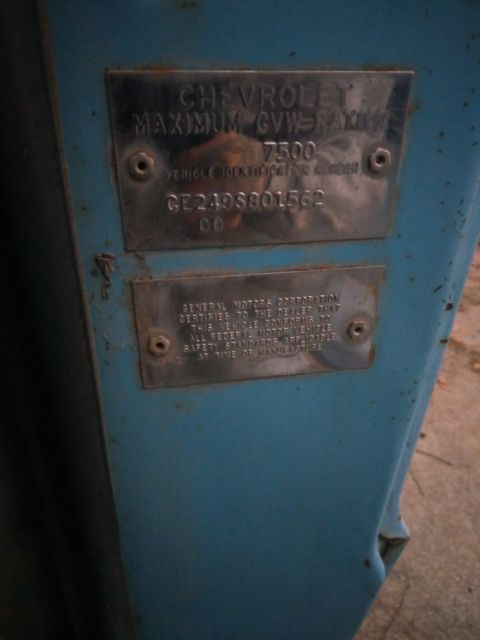 CHEVROLET
MAXIMUM GVW-RATING
7500
VEHICLE IDENTIFICATION NUMBER
CE249S801562
GENERAL MOTORS CORPORATION
CERTIFIES TO THE DEALER THAT
THIS VEHICLE CONFORMS TO
ALL FEDERAL MOTOR VEHICLE
SAFETY STANDARDS APPLICABLE
AT TIME OF MANUFACTURE